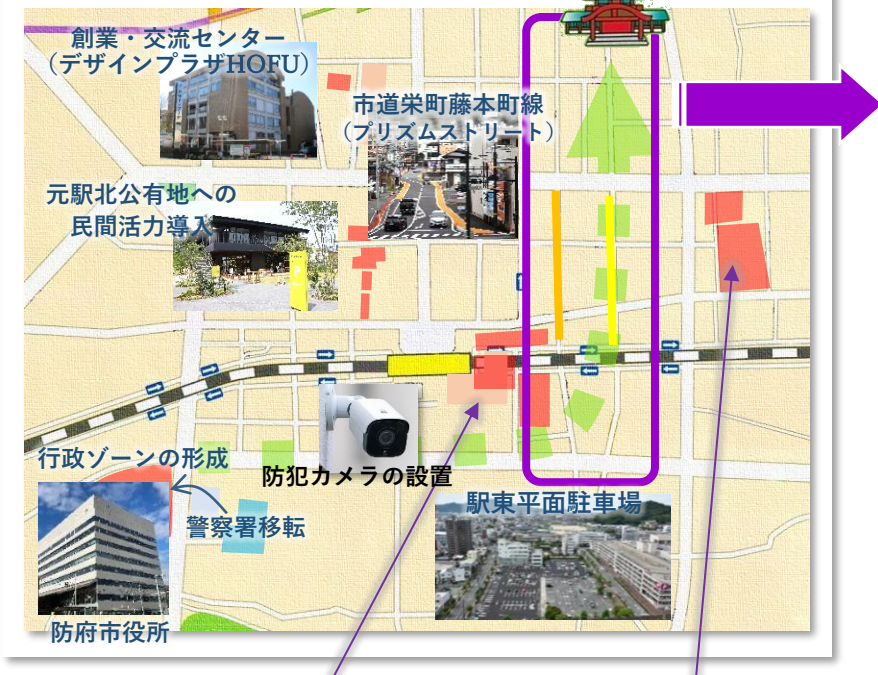 創業・交流センター
（デザインプラザHOFU）
市道栄町藤本町線
（プリズムストリート）
元駅北公有地への
民間活力導入
行政ゾーンの形成
防犯カメラの設置
警察署移転
駅東平面駐車場
防府市役所